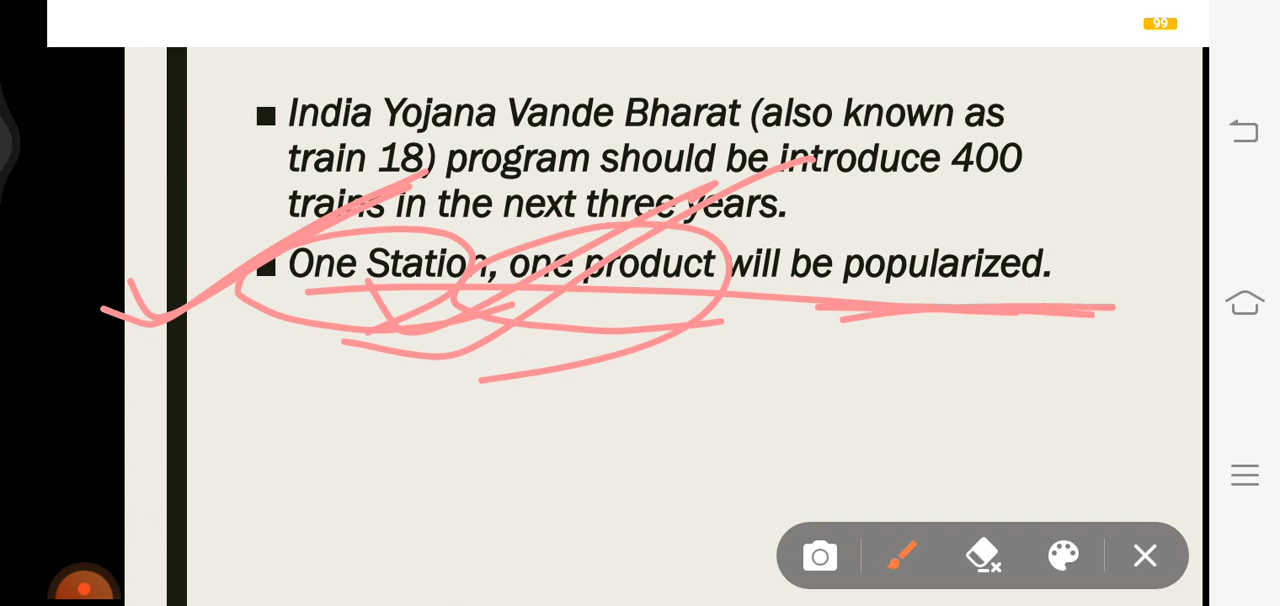 99
■ India Yojana Vande Bharat (also known as
train 18) program should be introduce 400
trains in the next three years.
■ One Station, one product will be popularized.